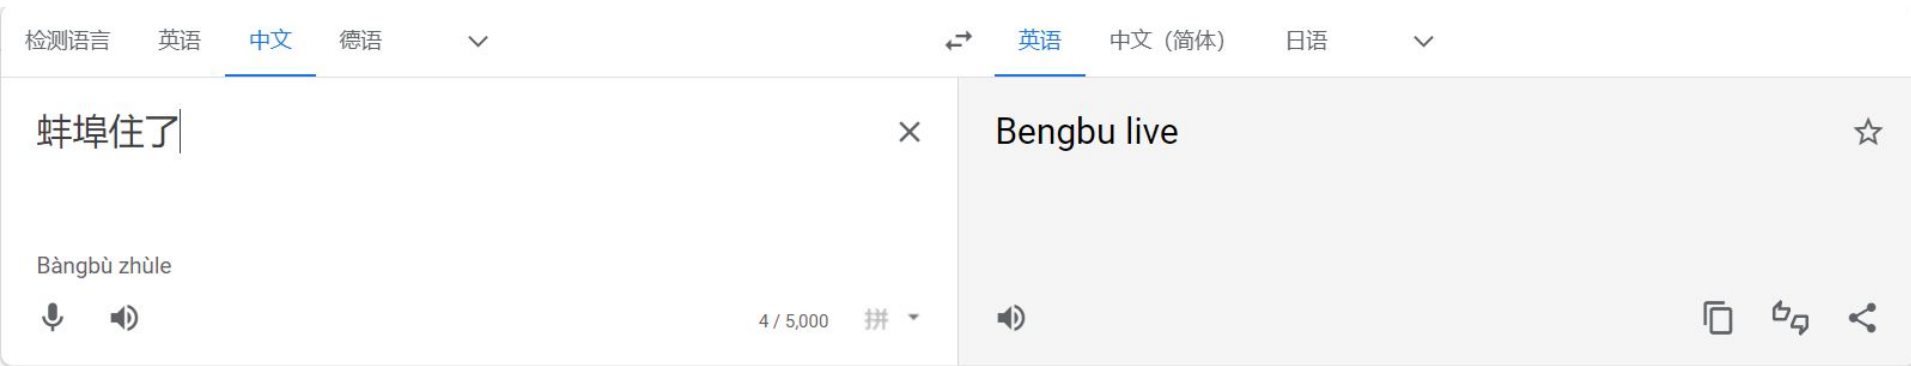 检测语言 英语 中文 德语 英语 中文（简体） 日语
蚌埠住了 Bengbu live
Bàngbù zhùle
4 / 5,000 拼